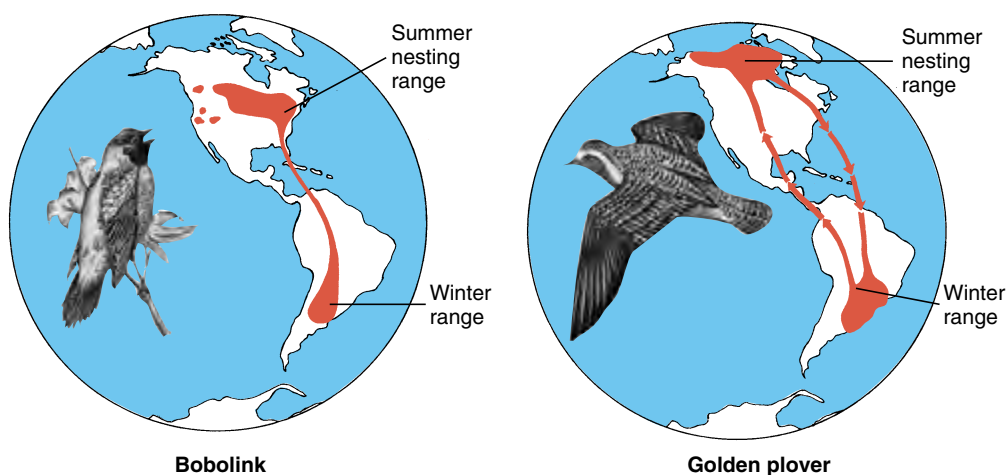 Summer
nesting
range
Winter
range
Bobolink
Summer
nesting
range
Winter
range
Golden plover